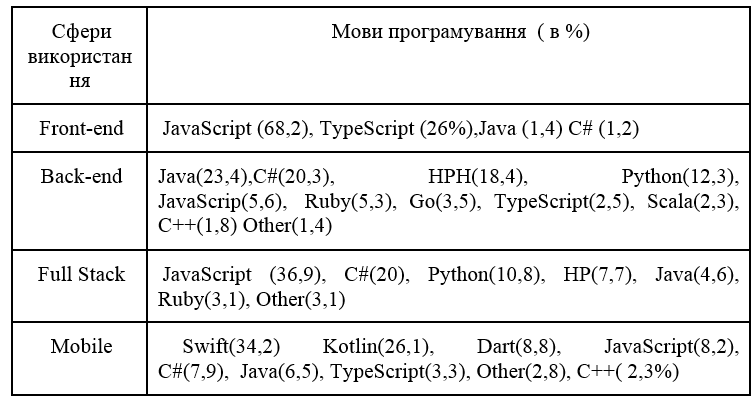 Сфери
використан
ня
Мови програмування ( в %)
Front-end
JavaScript (68,2), TypeScript (26%),Java (1,4) C# (1,2)
Back-end
Java(23,4),C#(20,3), HPH(18,4), Python(12,3),
JavaScrip(5,6), Ruby(5,3), Go(3,5), TypeScript(2,5), Scala(2,3),
C++(1,8) Other(1,4)
Full Stack
JavaScript (36,9), C#(20), Python(10,8), HP(7,7), Java(4,6),
Ruby(3,1), Other(3,1)
Mobile
Swift(34,2) Kotlin(26,1), Dart(8,8), JavaScript(8,2),
C#(7,9), Java(6,5), TypeScript(3,3), Other(2,8), C++( 2,3%)